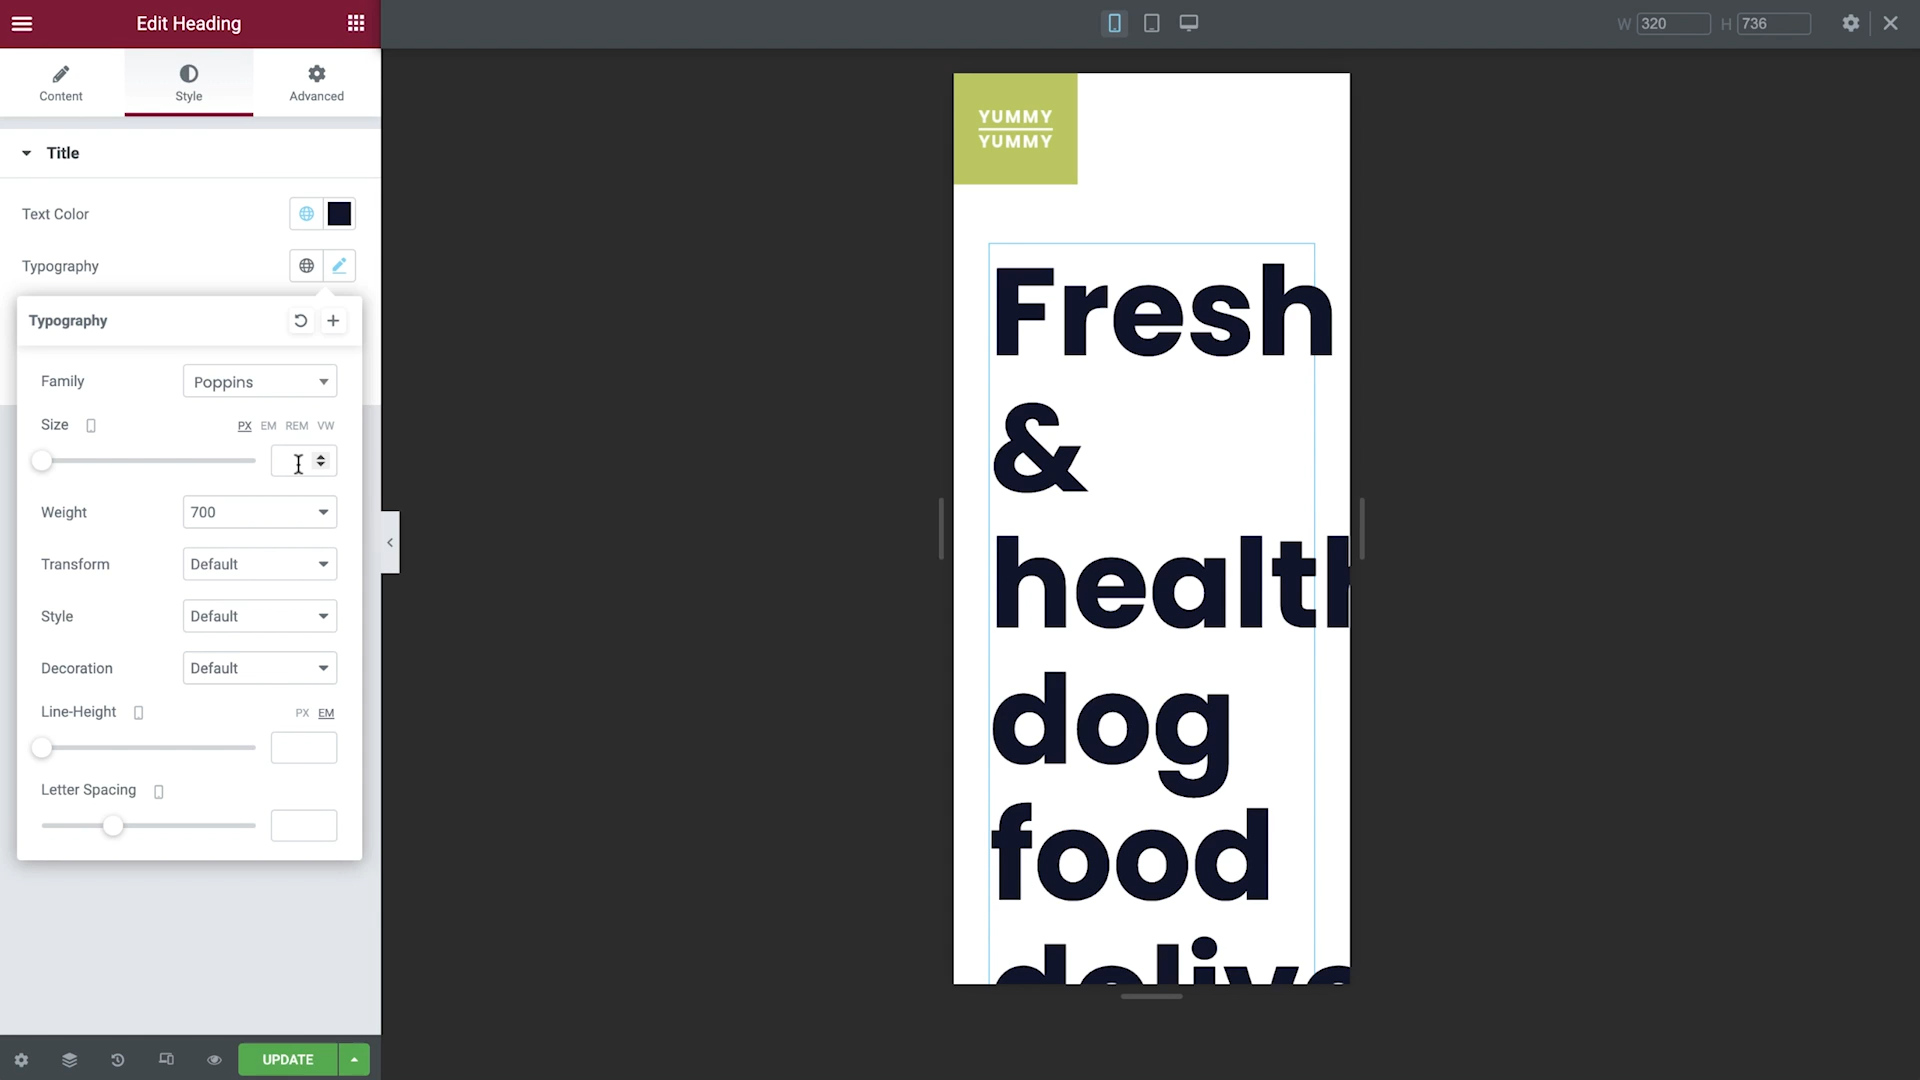 Edit Heading
W 320 H 736
Content
Style
Advanced
Title
Text Color
Typography
Typography
Family
Poppins
Size
PX EM REM VW
Weight
700
Transform
Default
Style
Default
Decoration
Default
Line-Height
PX EM
Letter Spacing
UPDATE
YUMMY
YUMMY
Fresh
&
health
dog
food
delive